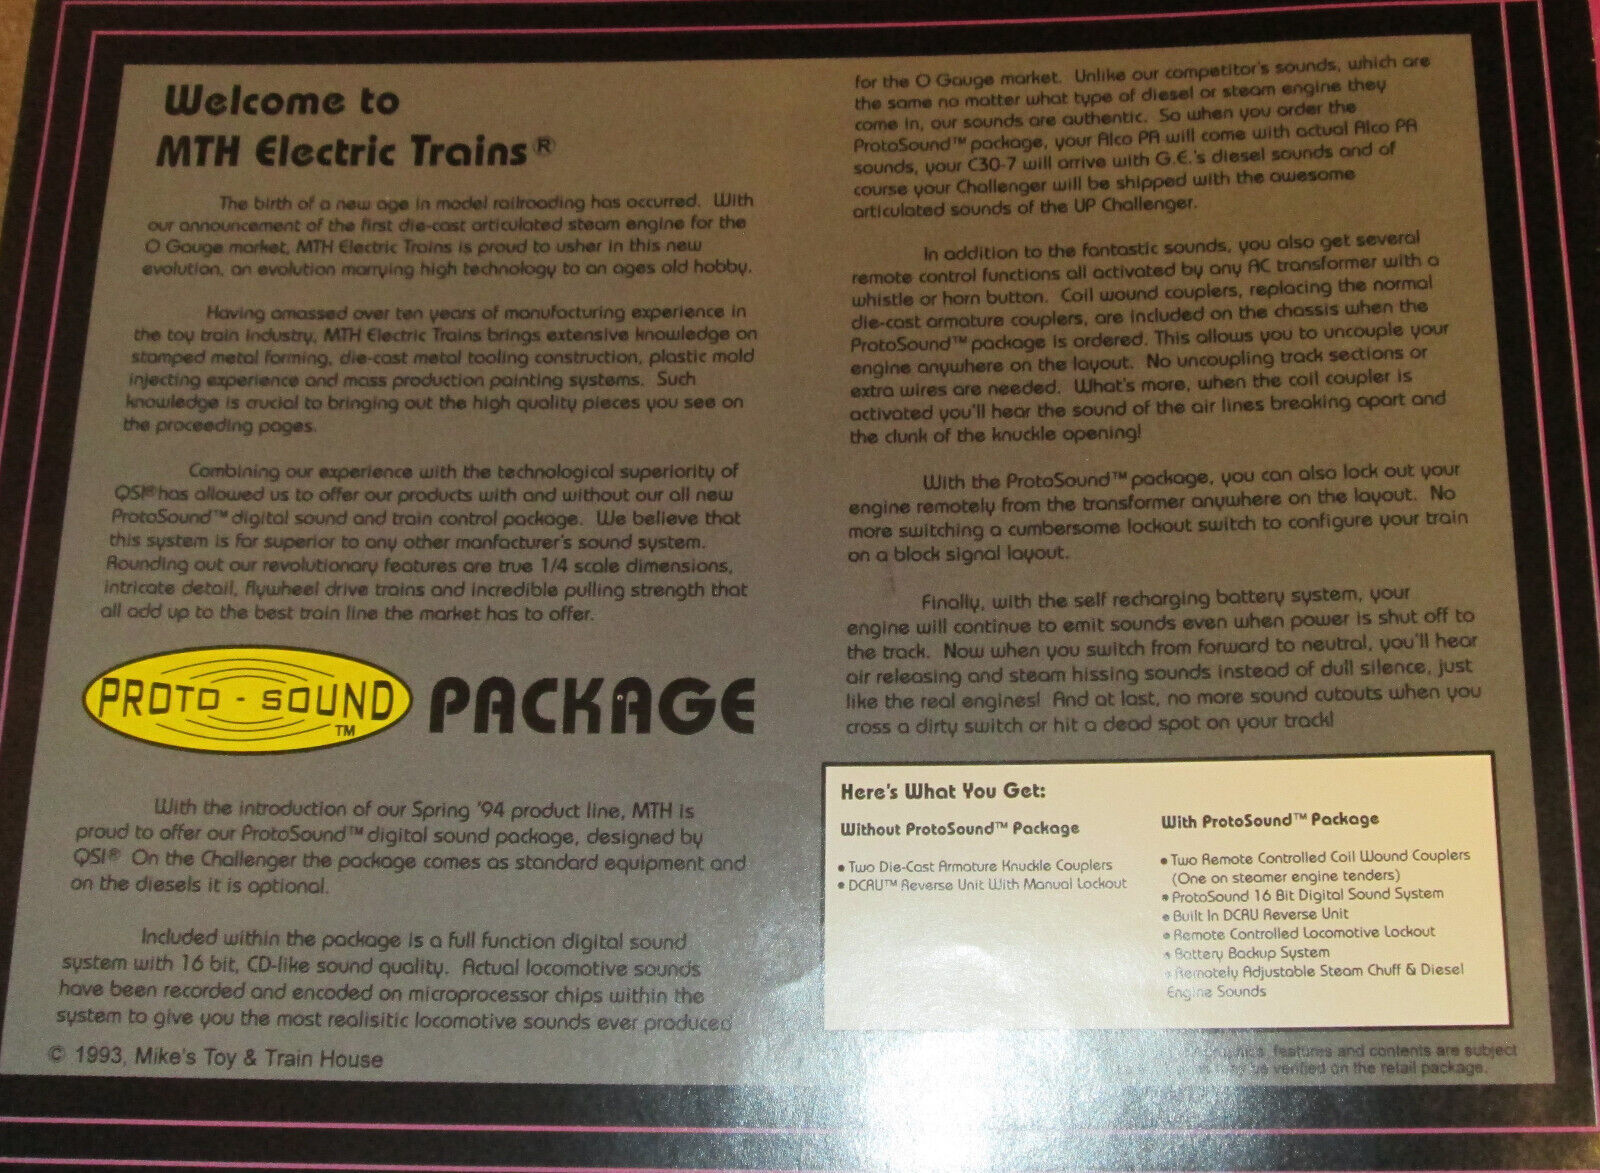 Welcome to
MTH Electric Trains®
The birth of a new age in model railroading has occurred. With
our announcement of the first die-cast articulated steam engine for the
O Gauge market, MTH Electric Trains is proud to usher in this new
evolution, an evolution marrying high technology to an ages old hobby.
Having amassed over ten years of manufacturing experience in
the toy train industry, MTH Electric Trains brings extensive knowledge on
stamped metal forming, die-cast metal tooling construction, plastic mold
injecting experience and mass production painting systems. Such
knowledge is crucial to bringing out the high quality pieces you see on
the proceeding pages.
Combining our experience with the technological superiority of
QSI® has allowed us to offer our products with and without our all new
ProtoSound™ digital sound and train control package. We believe that
this system is far superior to any other manfacturer's sound system.
Rounding out our revolutionary features are true 1/4 scale dimensions,
intricate detail, flywheel drive trains and incredible pulling strength that
all add up to the best train line the market has to offer.
PROTO - SOUND ™ PACKAGE
With the introduction of our Spring '94 product line, MTH is
proud to offer our ProtoSound™ digital sound package, designed by
QSI® On the Challenger the package comes as standard equipment and
on the diesels it is optional.
Included within the package is a full function digital sound
system with 16 bit, CD-like sound quality. Actual locomotive sounds
have been recorded and encoded on microprocessor chips within the
system to give you the most realisitic locomotive sounds ever produced
© 1993, Mike's Toy & Train House
for the O Gauge market. Unlike our competitor's sounds, which are
the same no matter what type of diesel or steam engine they
come in, our sounds are authentic. So when you order the
ProtoSound™ package, your Alco PA will come with actual Alco PA
sounds, your C30-7 will arrive with G.E.'s diesel sounds and of
course your Challenger will be shipped with the awesome
articulated sounds of the UP Challenger.
In addition to the fantastic sounds, you also get several
remote control functions all activated by any AC transformer with a
whistle or horn button. Coil wound couplers, replacing the normal
die-cast armature couplers, are included on the chassis when the
ProtoSound™ package is ordered. This allows you to uncouple your
engine anywhere on the layout. No uncoupling track sections or
extra wires are needed. What's more, when the coil coupler is
activated you'll hear the sound of the air lines breaking apart and
the clunk of the knuckle opening!
With the ProtoSound™ package, you can also lock out your
engine remotely from the transformer anywhere on the layout. No
more switching a cumbersome lockout switch to configure your train
on a block signal layout.
Finally, with the self recharging battery system, your
engine will continue to emit sounds even when power is shut off to
the track. Now when you switch from forward to neutral, you'll hear
air releasing and steam hissing sounds instead of dull silence, just
like the real engines! And at last, no more sound cutouts when you
cross a dirty switch or hit a dead spot on your track!
Here's What You Get:
Without ProtoSound™ Package
• Two Die-Cast Armature Knuckle Couplers
• DCRU™ Reverse Unit With Manual Lockout
With ProtoSound™ Package
• Two Remote Controlled Coil Wound Couplers
(One on steamer engine tenders)
• ProtoSound 16 Bit Digital Sound System
• Built In DCRU Reverse Unit
• Remote Controlled Locomotive Lockout
• Battery Backup System
• Remotely Adjustable Steam Chuff & Diesel
Engine Sounds
features and contents are subject
may be verified on the retail package.